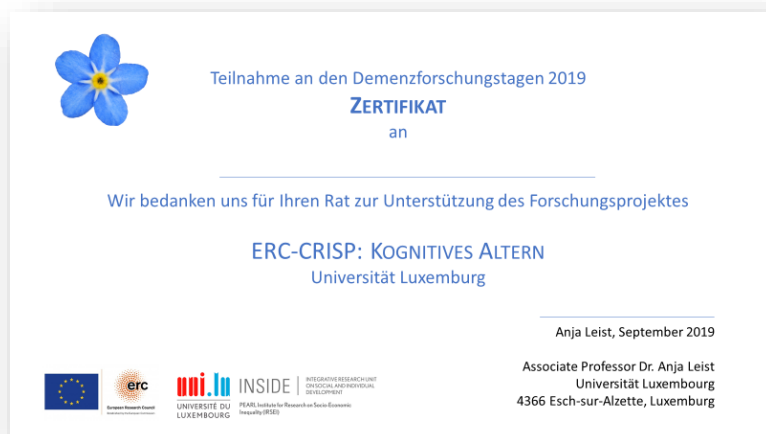 Teilnahme an den Demenzforschungstagen 2019
ZERTIFIKAT
an
Wir bedanken uns für Ihren Rat zur Unterstützung des Forschungsprojektes
ERC-CRISP: KOGNITIVES ALTERN
Universität Luxemburg
Anja Leist, September 2019
Associate Professor Dr. Anja Leist
Universität Luxembourg
4366 Esch-sur-Alzette, Luxemburg
erc
European Research Council
uni.lu
UNIVERSITÉ DU
LUXEMBOURG
INSIDE
INTEGRATIVE RESEARCH UNIT
ON SOCIAL AND INDIVIDUAL
DEVELOPMENT
PEARL Institute for Research on Socio-Economic
Inequality (IRSEI)